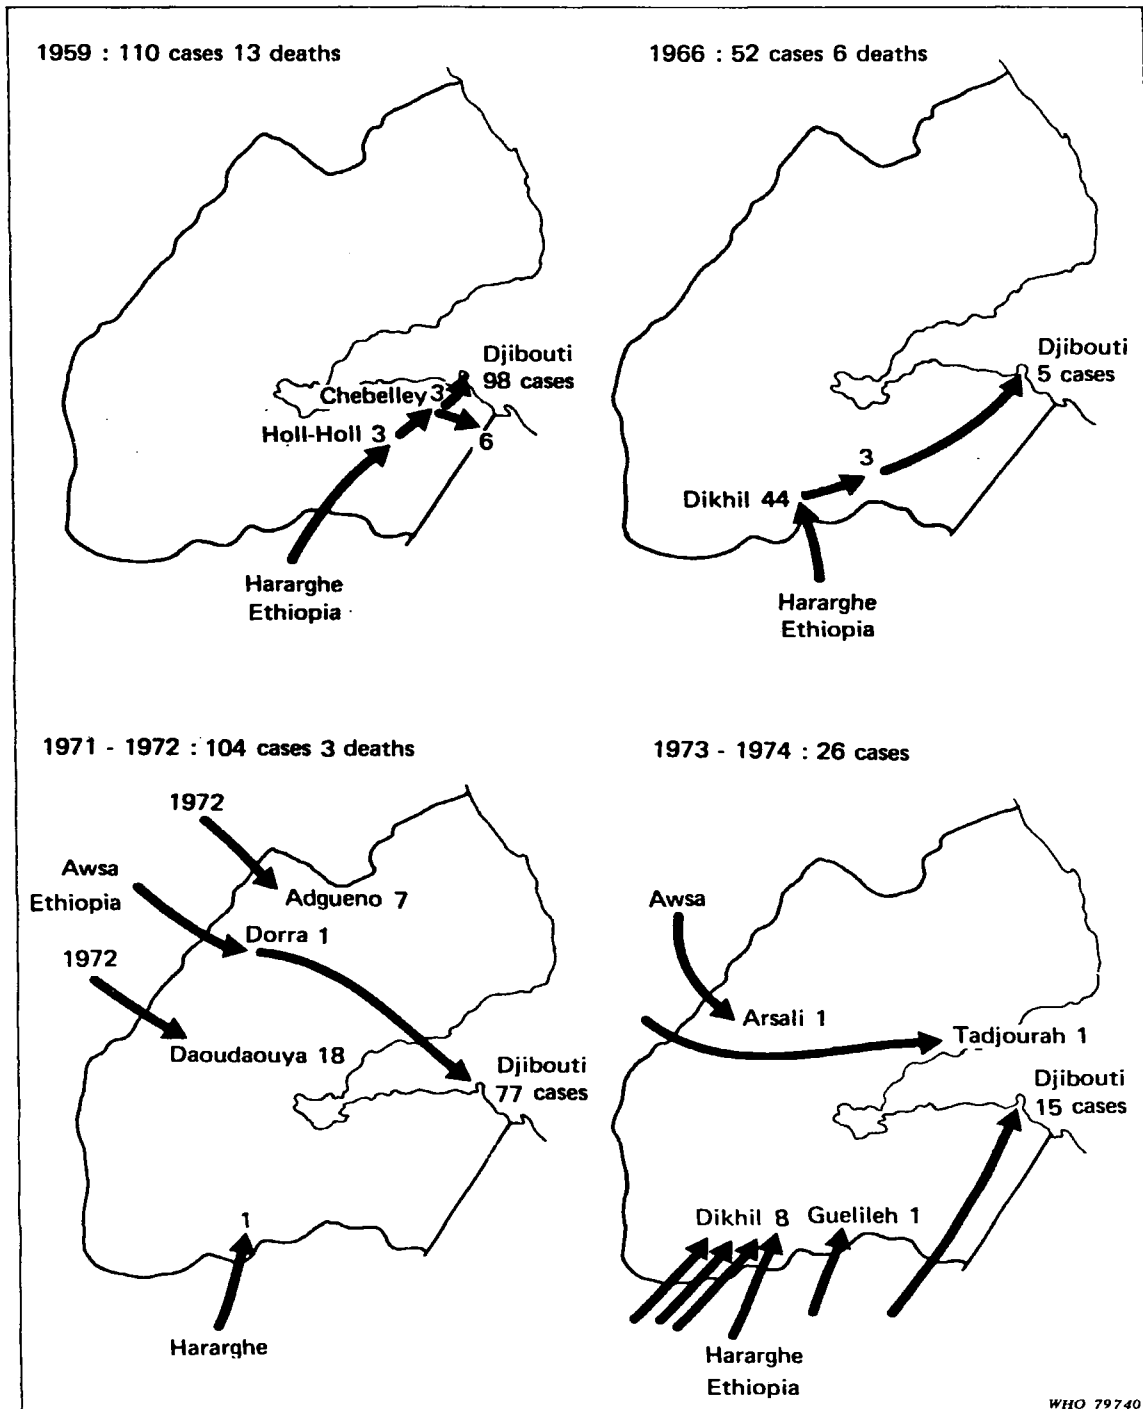 1959 : 110 cases 13 deaths
Djibouti
98 cases
Chebelley 3
Holl-Holl 3
6
Hararghe
Ethiopia
1966 : 52 cases 6 deaths
Djibouti
5 cases
3
Dikhil 44
Hararghe
Ethiopia
1971 - 1972 : 104 cases 3 deaths
1972
Awsa
Ethiopia
Adgueno 7
Dorra 1
1972
Daoudaouya 18
Djibouti
77 cases
1
Hararghe
1973 - 1974 : 26 cases
Awsa
Arsali 1
Tadjourah 1
Djibouti
15 cases
Dikhil 8
Guelileh 1
Hararghe
Ethiopia
WHO 79740